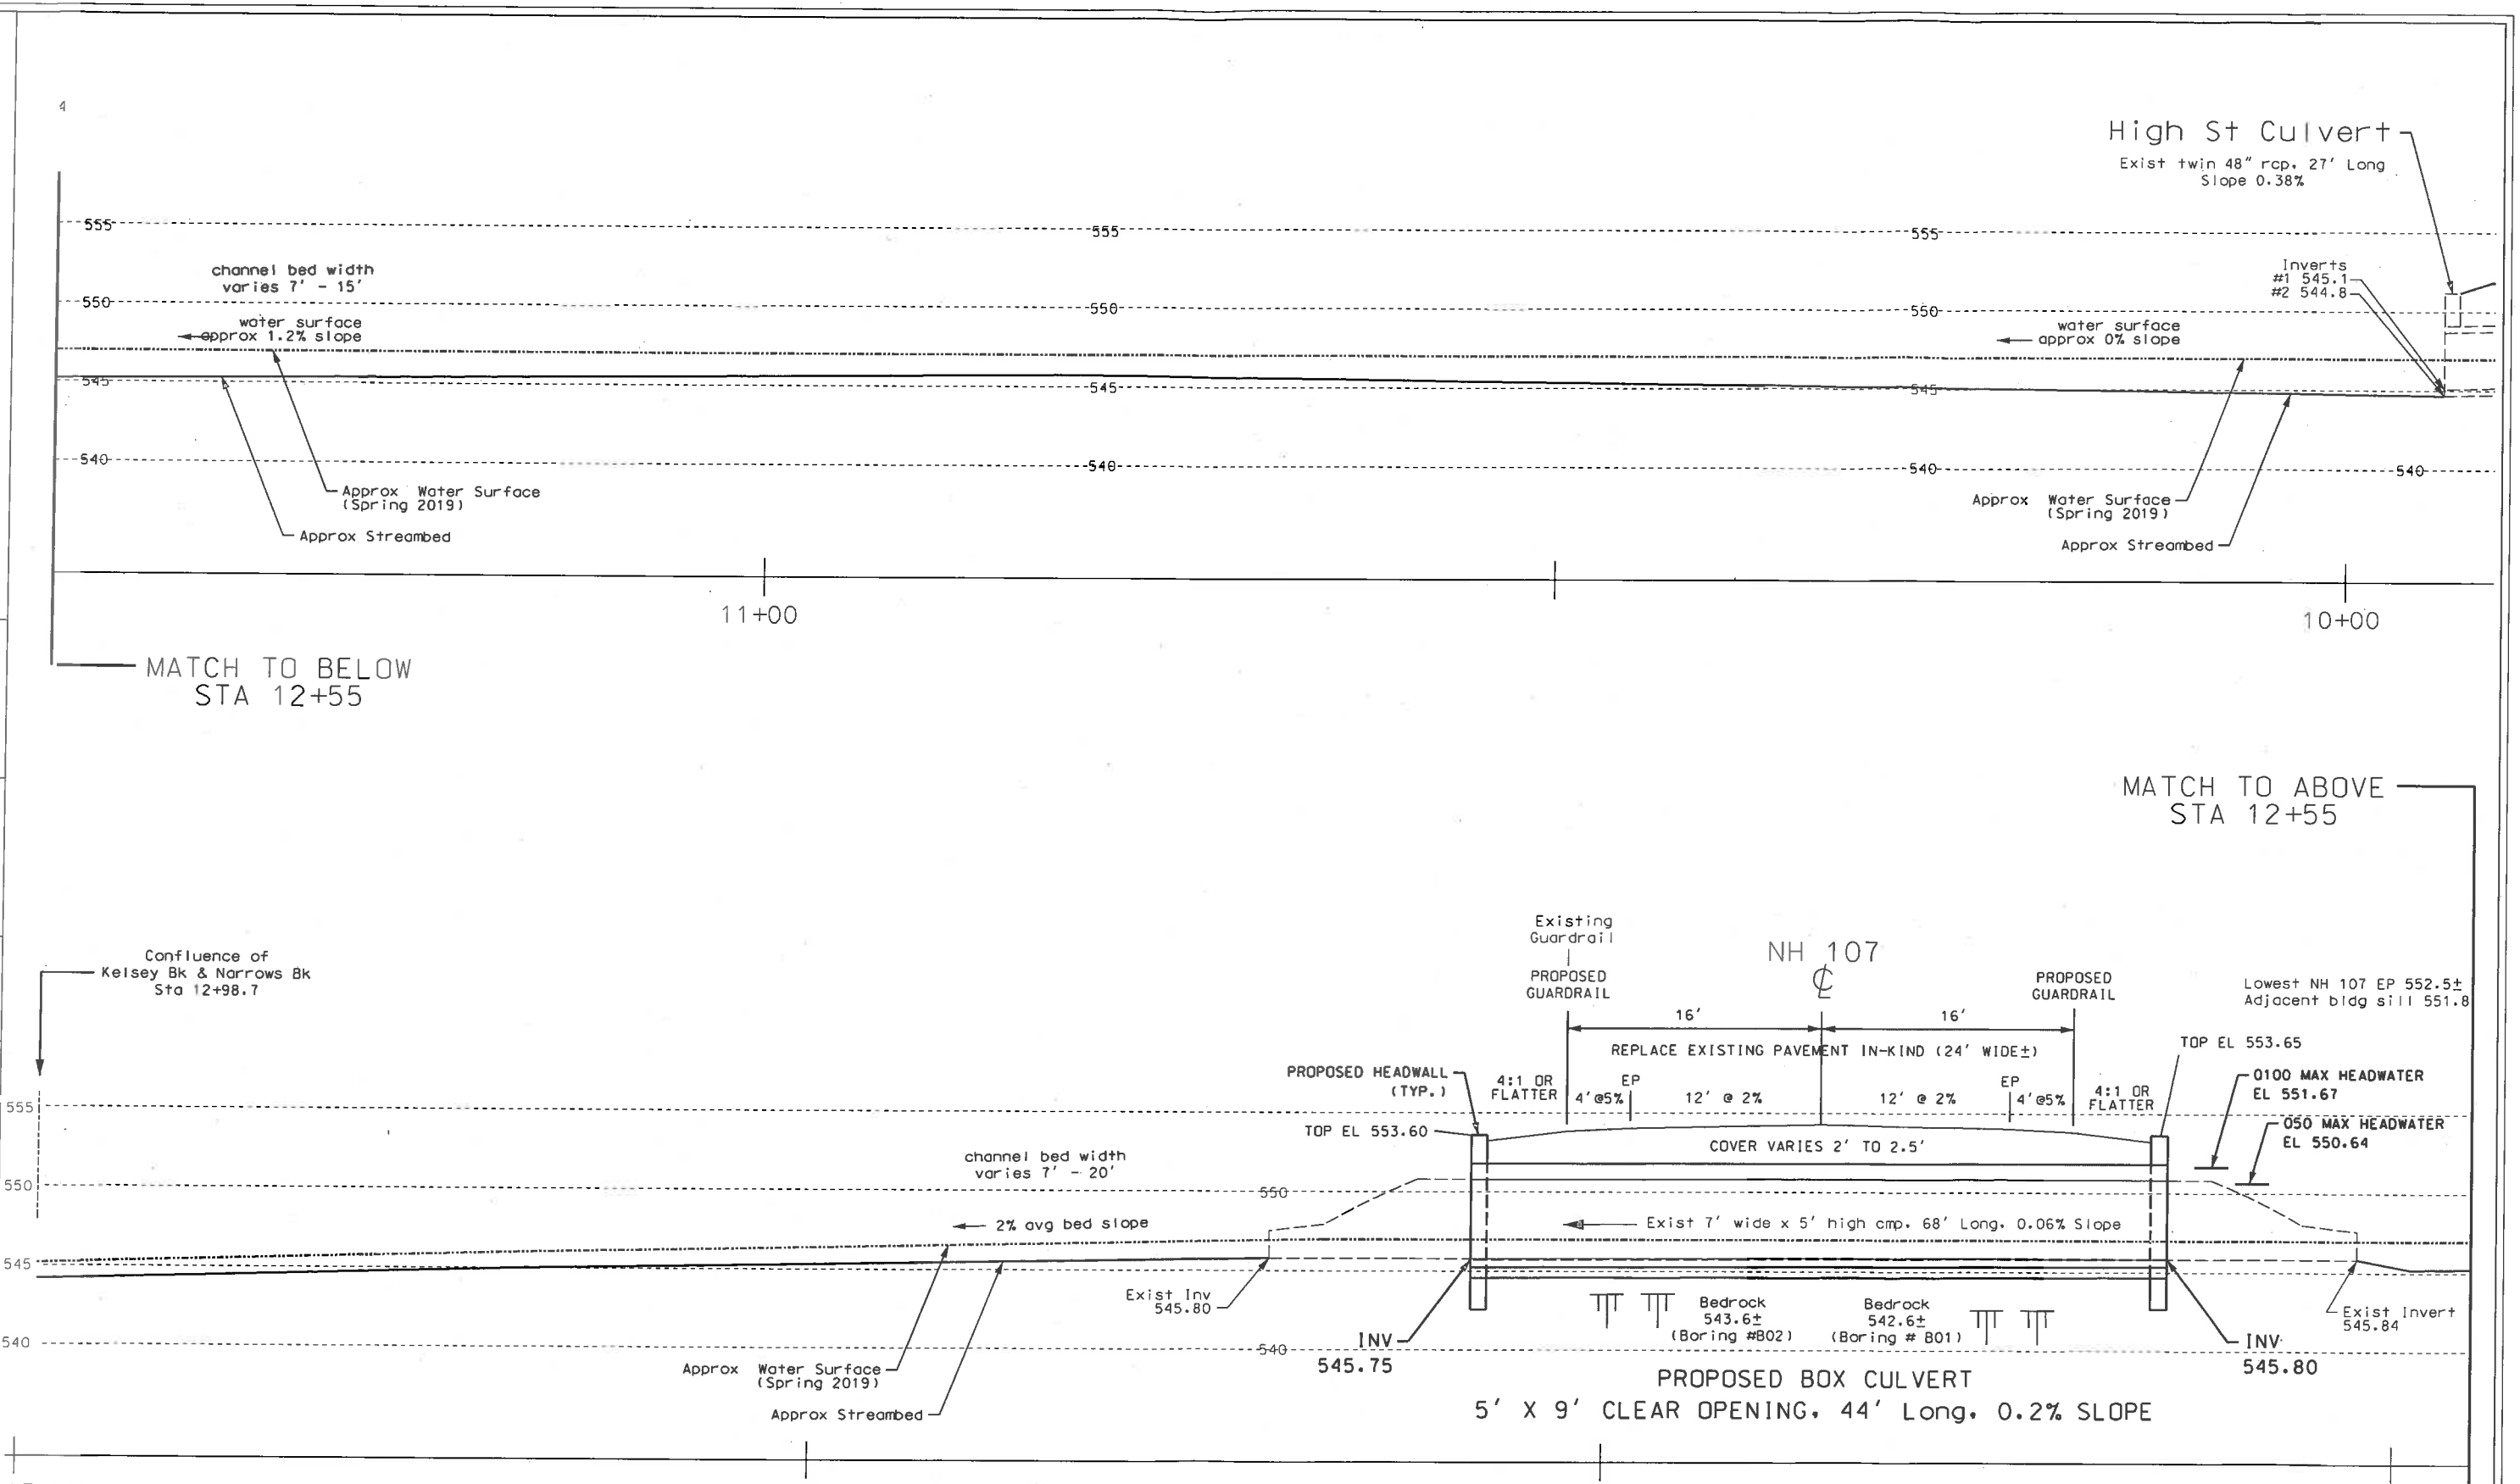 4
High St Culvert
Exist twin 48" rcp, 27' Long
Slope 0.38%
555
555
555
channel bed width
varies 7' - 15'
Inverts
#1 545.1
#2 544.8
550
550
550
water surface
approx 1.2% slope
water surface
approx 0% slope
545
545
545
540
540
540
540
Approx Water Surface
(Spring 2019)
Approx Streambed
Approx Water Surface
(Spring 2019)
Approx Streambed
11+00
10+00
MATCH TO BELOW
STA 12+55
MATCH TO ABOVE
STA 12+55
Confluence of
Kelsey Bk & Narrows Bk
Sta 12+98.7
Existing
Guardrail
PROPOSED
GUARDRAIL
NH 107
℄
PROPOSED
GUARDRAIL
Lowest NH 107 EP 552.5±
Adjacent bldg sill 551.8
16'
16'
REPLACE EXISTING PAVEMENT IN-KIND (24' WIDE±)
TOP EL 553.65
PROPOSED HEADWALL
(TYP.)
4:1 OR
FLATTER
4'@5%
EP
12' @ 2%
12' @ 2%
EP
4'@5%
4:1 OR
FLATTER
Q100 MAX HEADWATER
EL 551.67
Q50 MAX HEADWATER
EL 550.64
555
TOP EL 553.60
COVER VARIES 2' TO 2.5'
channel bed width
varies 7' - 20'
550
550
2% avg bed slope
Exist 7' wide x 5' high cmp, 68' Long, 0.06% Slope
545
Exist Inv
545.80
Bedrock
543.6±
(Boring #B02)
Bedrock
542.6±
(Boring # B01)
Exist Invert
545.84
540
540
INV
545.75
INV
545.80
Approx Water Surface
(Spring 2019)
Approx Streambed
PROPOSED BOX CULVERT
5' X 9' CLEAR OPENING, 44' Long, 0.2% SLOPE